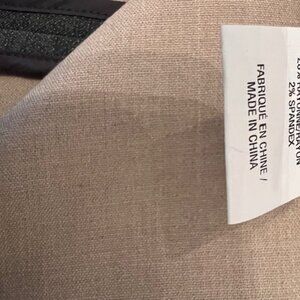 2% SPANDEX
FABRIQUÉ EN CHINE /
MADE IN CHINA